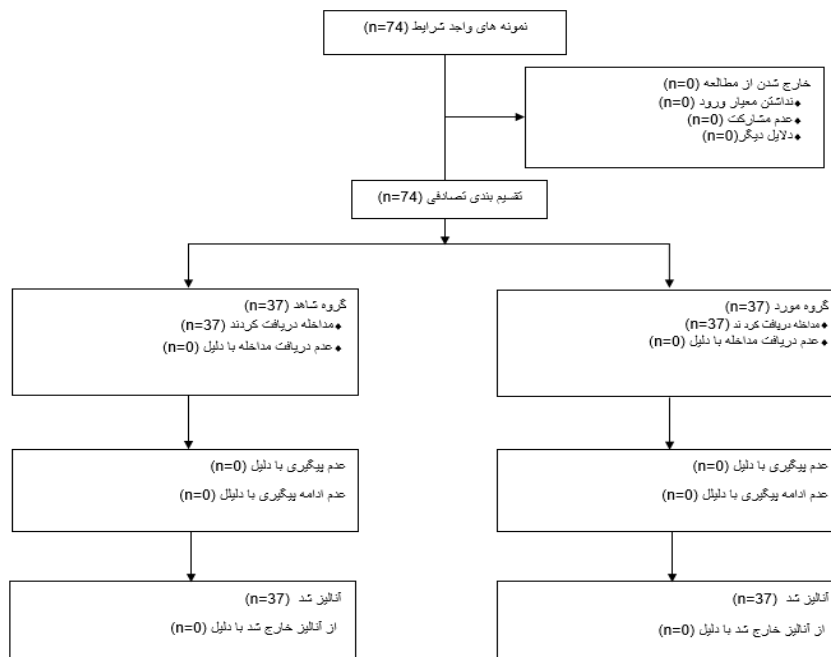 نمونه های واجد شرایط (n=74)
خارج شدن از مطالعه (n=0)
♦نداشتن معیار ورود (n=0)
♦عدم مشارکت (n=0)
♦دلایل دیگر(n=0)
تقسیم بندی تصادفی (n=74)
گروه مورد (n=37)
♦مداخله دریافت کرد ند (n=37)
♦عدم دریافت مداخله با دلیل (n=0)
گروه شاهد (n=37)
♦مداخله دریافت کردند (n=37)
♦عدم دریافت مداخله با دلیل (n=0)
عدم پیگیری با دلیل (n=0)
عدم ادامه پیگیری با دلیلل (n=0)
عدم پیگیری با دلیل (n=0)
عدم ادامه پیگیری با دلیلل (n=0)
آنالیز شد (n=37)
از آنالیز خارج شد با دلیل (n=0)
آنالیز شد (n=37)
از آنالیز خارج شد با دلیل (n=0)